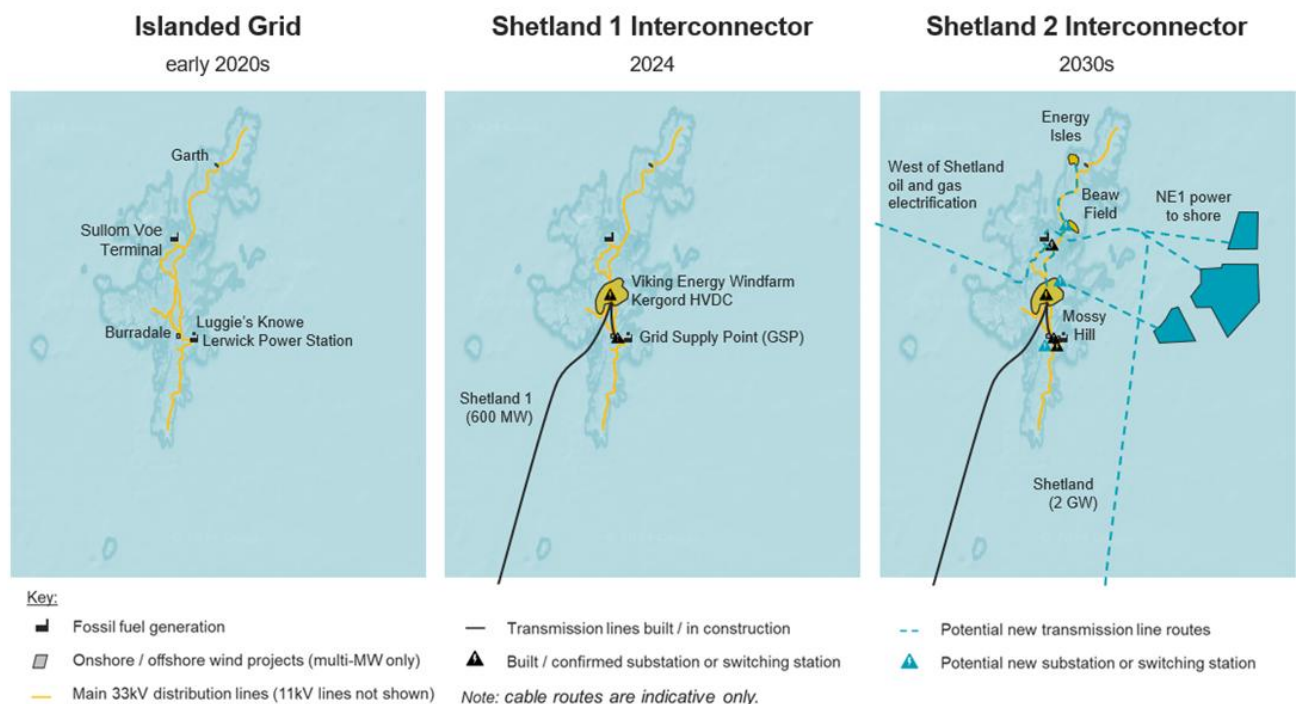 Islanded Grid
early 2020s
Garth
Sullom Voe
Terminal
Burradale
Luggie's Knowe
Lerwick Power Station
Shetland 1 Interconnector
2024
Viking Energy Windfarm
Kergord HVDC
Grid Supply Point (GSP)
Shetland 1
(600 MW)
Shetland 2 Interconnector
2030s
Energy
Isles
West of Shetland
oil and gas
electrification
Beaw
Field
NE1 power
to shore
Mossy
Hill
Shetland
(2 GW)
Key:
Fossil fuel generation
Onshore / offshore wind projects (multi-MW only)
Main 33kV distribution lines (11kV lines not shown)
Transmission lines built / in construction
Built / confirmed substation or switching station
Note: cable routes are indicative only.
Potential new transmission line routes
Potential new substation or switching station